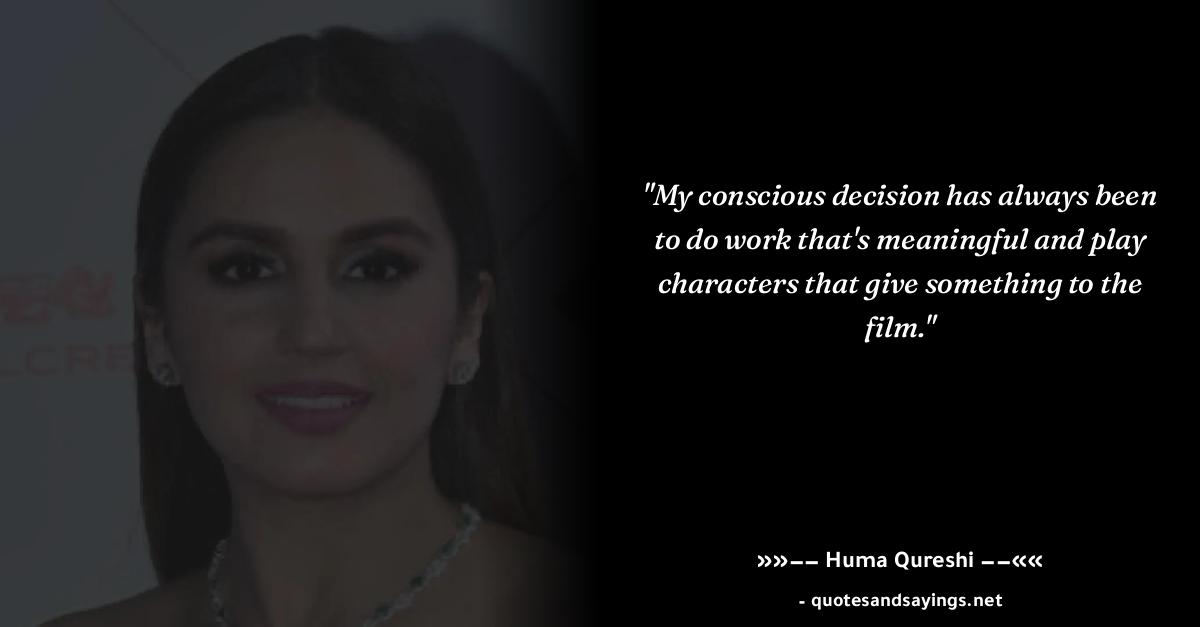 "My conscious decision has always been
to do work that's meaningful and play
characters that give something to the
film."
»»–– Huma Qureshi ––««
- quotesandsayings.net